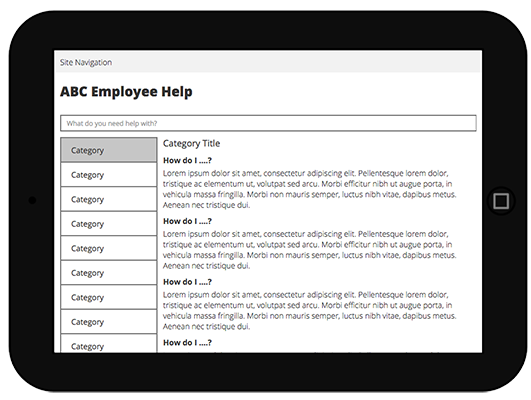 Site Navigation
ABC Employee Help
What do you need help with?
Category
Category
Category
Category
Category
Category
Category
Category
Category
Category Title
How do I ....?
Lorem ipsum dolor sit amet, consectetur adipiscing elit. Pellentesque lorem dolor,
tristique ac elementum ut, volutpat sed arcu. Morbi efficitur nibh ut augue porta, in
vehicula massa fringilla. Morbi non mauris semper, luctus nibh vitae, dapibus metus.
Aenean nec tristique dui.
How do I ....?
Lorem ipsum dolor sit amet, consectetur adipiscing elit. Pellentesque lorem dolor,
tristique ac elementum ut, volutpat sed arcu. Morbi efficitur nibh ut augue porta, in
vehicula massa fringilla. Morbi non mauris semper, luctus nibh vitae, dapibus metus.
Aenean nec tristique dui.
How do I ....?
Lorem ipsum dolor sit amet, consectetur adipiscing elit. Pellentesque lorem dolor,
tristique ac elementum ut, volutpat sed arcu. Morbi efficitur nibh ut augue porta, in
vehicula massa fringilla. Morbi non mauris semper, luctus nibh vitae, dapibus metus.
Aenean nec tristique dui.
How do I ....?